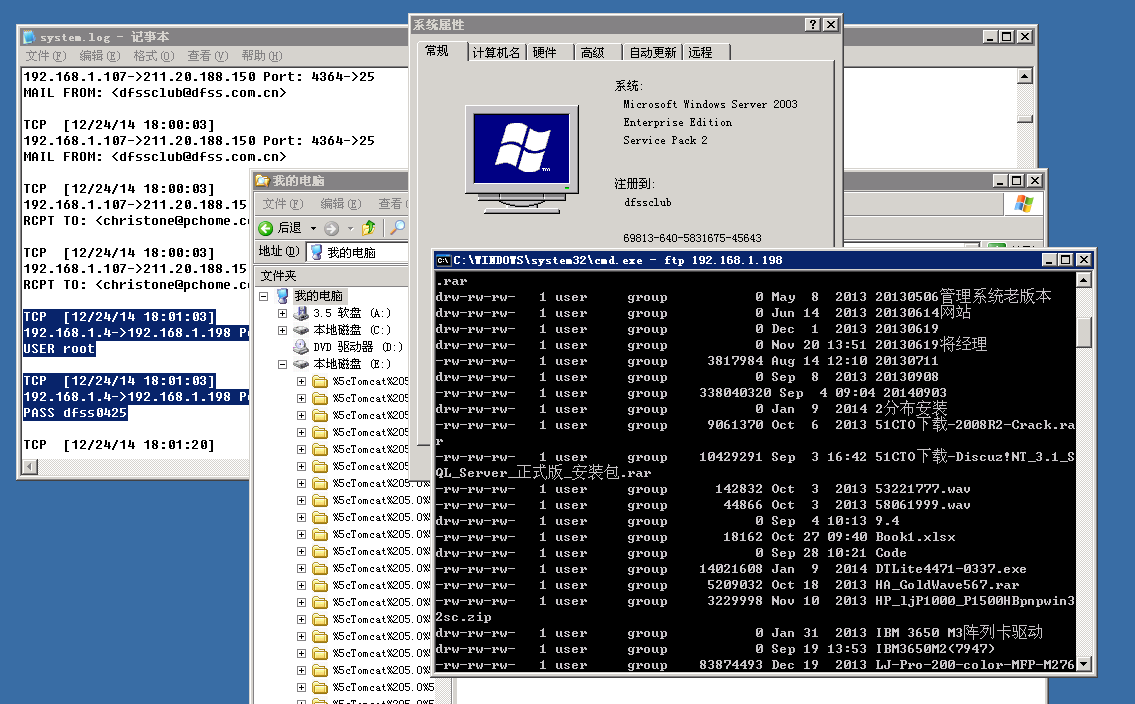 system.log - 记事本
文件(F) 编辑(E) 格式(O) 查看(V) 帮助(H)
192.168.1.107->211.20.188.150 Port: 4364->25
MAIL FROM: <dfssclub@dfss.com.cn>
TCP [12/24/14 18:00:03]
192.168.1.107->211.20.188.150 Port: 4364->25
MAIL FROM: <dfssclub@dfss.com.cn>
TCP [12/24/14 18:00:03]
192.168.1.107->211.20.188.15
RCPT TO: <christone@pchome.c
TCP [12/24/14 18:00:03]
192.168.1.107->211.20.188.15
RCPT TO: <christone@pchome.c
TCP [12/24/14 18:01:03]
192.168.1.4->192.168.1.198 Po
USER root
TCP [12/24/14 18:01:03]
192.168.1.4->192.168.1.198 Po
PASS dfss0425
TCP [12/24/14 18:01:20]
系统属性
常规 计算机名 硬件 高级 自动更新 远程
系统:
Microsoft Windows Server 2003
Enterprise Edition
Service Pack 2
注册到:
dfssclub
69813-640-5831675-45643
我的电脑
文件(F) 编辑(E) 查看(
后退
地址(D) 我的电脑
文件夹
我的电脑
3.5 软盘 (A:)
本地磁盘 (C:)
DVD 驱动器 (D:)
本地磁盘 (E:)
%5cTomcat%205
%5cTomcat%205.
%5cTomcat%205.
%5cTomcat%205.
%5cTomcat%205.
%5cTomcat%205.
%5cTomcat%205.0%
%5cTomcat%205.0%
%5cTomcat%205.0%
%5cTomcat%205.0%
%5cTomcat%205.0%
%5cTomcat%205.0%
%5cTomcat%205.0%
%5cTomcat%205.0%
%5cTomcat%205.0%
%5cTomcat%205.0%
%5cTomcat%205.0%
%5cTomcat%205.0%
%5cTomcat%205.0%5
%5cTomcat%205.0%5
C:\WINDOWS\system32\cmd.exe - ftp 192.168.1.198
.rar
drw-rw-rw- 1 user group 0 May 8 2013 20130506管理系统老版本
drw-rw-rw- 1 user group 0 Jun 14 2013 20130614网站
drw-rw-rw- 1 user group 0 Dec 1 2013 20130619
drw-rw-rw- 1 user group 0 Nov 20 13:51 20130619将经理
-rw-rw-rw- 1 user group 3817984 Aug 14 12:10 20130711
drw-rw-rw- 1 user group 0 Sep 8 2013 20130908
-rw-rw-rw- 1 user group 338040320 Sep 4 09:04 20140903
drw-rw-rw- 1 user group 0 Jan 9 2014 2分布安装
-rw-rw-rw- 1 user group 9061370 Oct 6 2013 51CTO下载-2008R2-Crack.ra
r
-rw-rw-rw- 1 user group 10429291 Sep 3 16:42 51CTO下载-Discuz!NT_3.1_S
QL_Server_正式版_安装包.rar
-rw-rw-rw- 1 user group 142832 Oct 3 2013 53221777.wav
-rw-rw-rw- 1 user group 44866 Oct 3 2013 58061999.wav
drw-rw-rw- 1 user group 0 Sep 4 10:13 9.4
-rw-rw-rw- 1 user group 18162 Oct 27 09:40 Book1.xlsx
drw-rw-rw- 1 user group 0 Sep 28 10:21 Code
-rw-rw-rw- 1 user group 14021608 Jan 9 2014 DTLite4471-0337.exe
-rw-rw-rw- 1 user group 5209032 Oct 18 2013 HA_GoldWave567.rar
-rw-rw-rw- 1 user group 3229998 Nov 10 2013 HP_ljP1000_P1500HBpnpwin3
2sc.zip
drw-rw-rw- 1 user group 0 Jan 31 2013 IBM 3650 M3阵列卡驱动
drw-rw-rw- 1 user group 0 Sep 19 13:53 IBM3650M2(7947)
-rw-rw-rw- 1 user group 83874493 Dec 19 2013 LJ-Pro-200-color-MFP-M276